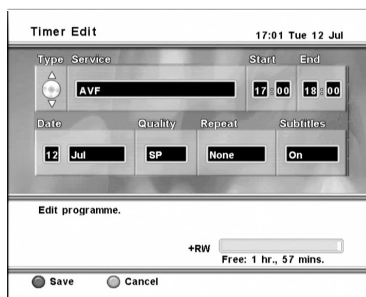 Timer Edit 17:01 Tue 12 Jul
Type Service Start End
AVF 17:00 18:00
Date Quality Repeat Subtitles
12 Jul SP None On
Edit programme.
+RW
Free: 1 hr., 57 mins.
Save Cancel